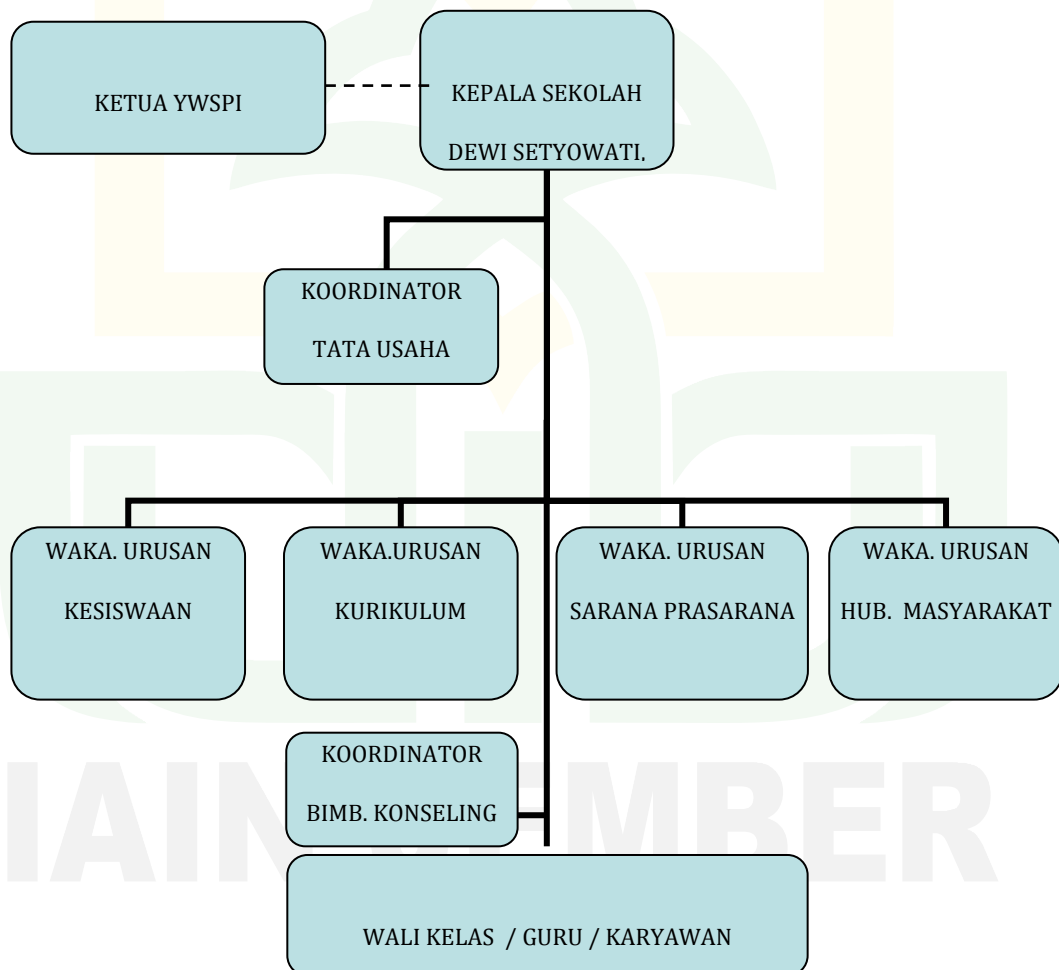 KETUA YWSPI
KEPALA SEKOLAH
DEWI SETYOWATI.
KOORDINATOR
TATA USAHA
WAKA. URUSAN
KESISWAAN
WAKA.URUSAN
KURIKULUM
WAKA. URUSAN
SARANA PRASARANA
WAKA. URUSAN
HUB. MASYARAKAT
KOORDINATOR
BIMB. KONSELING
IAIN JEMBER
WALI KELAS / GURU / KARYAWAN